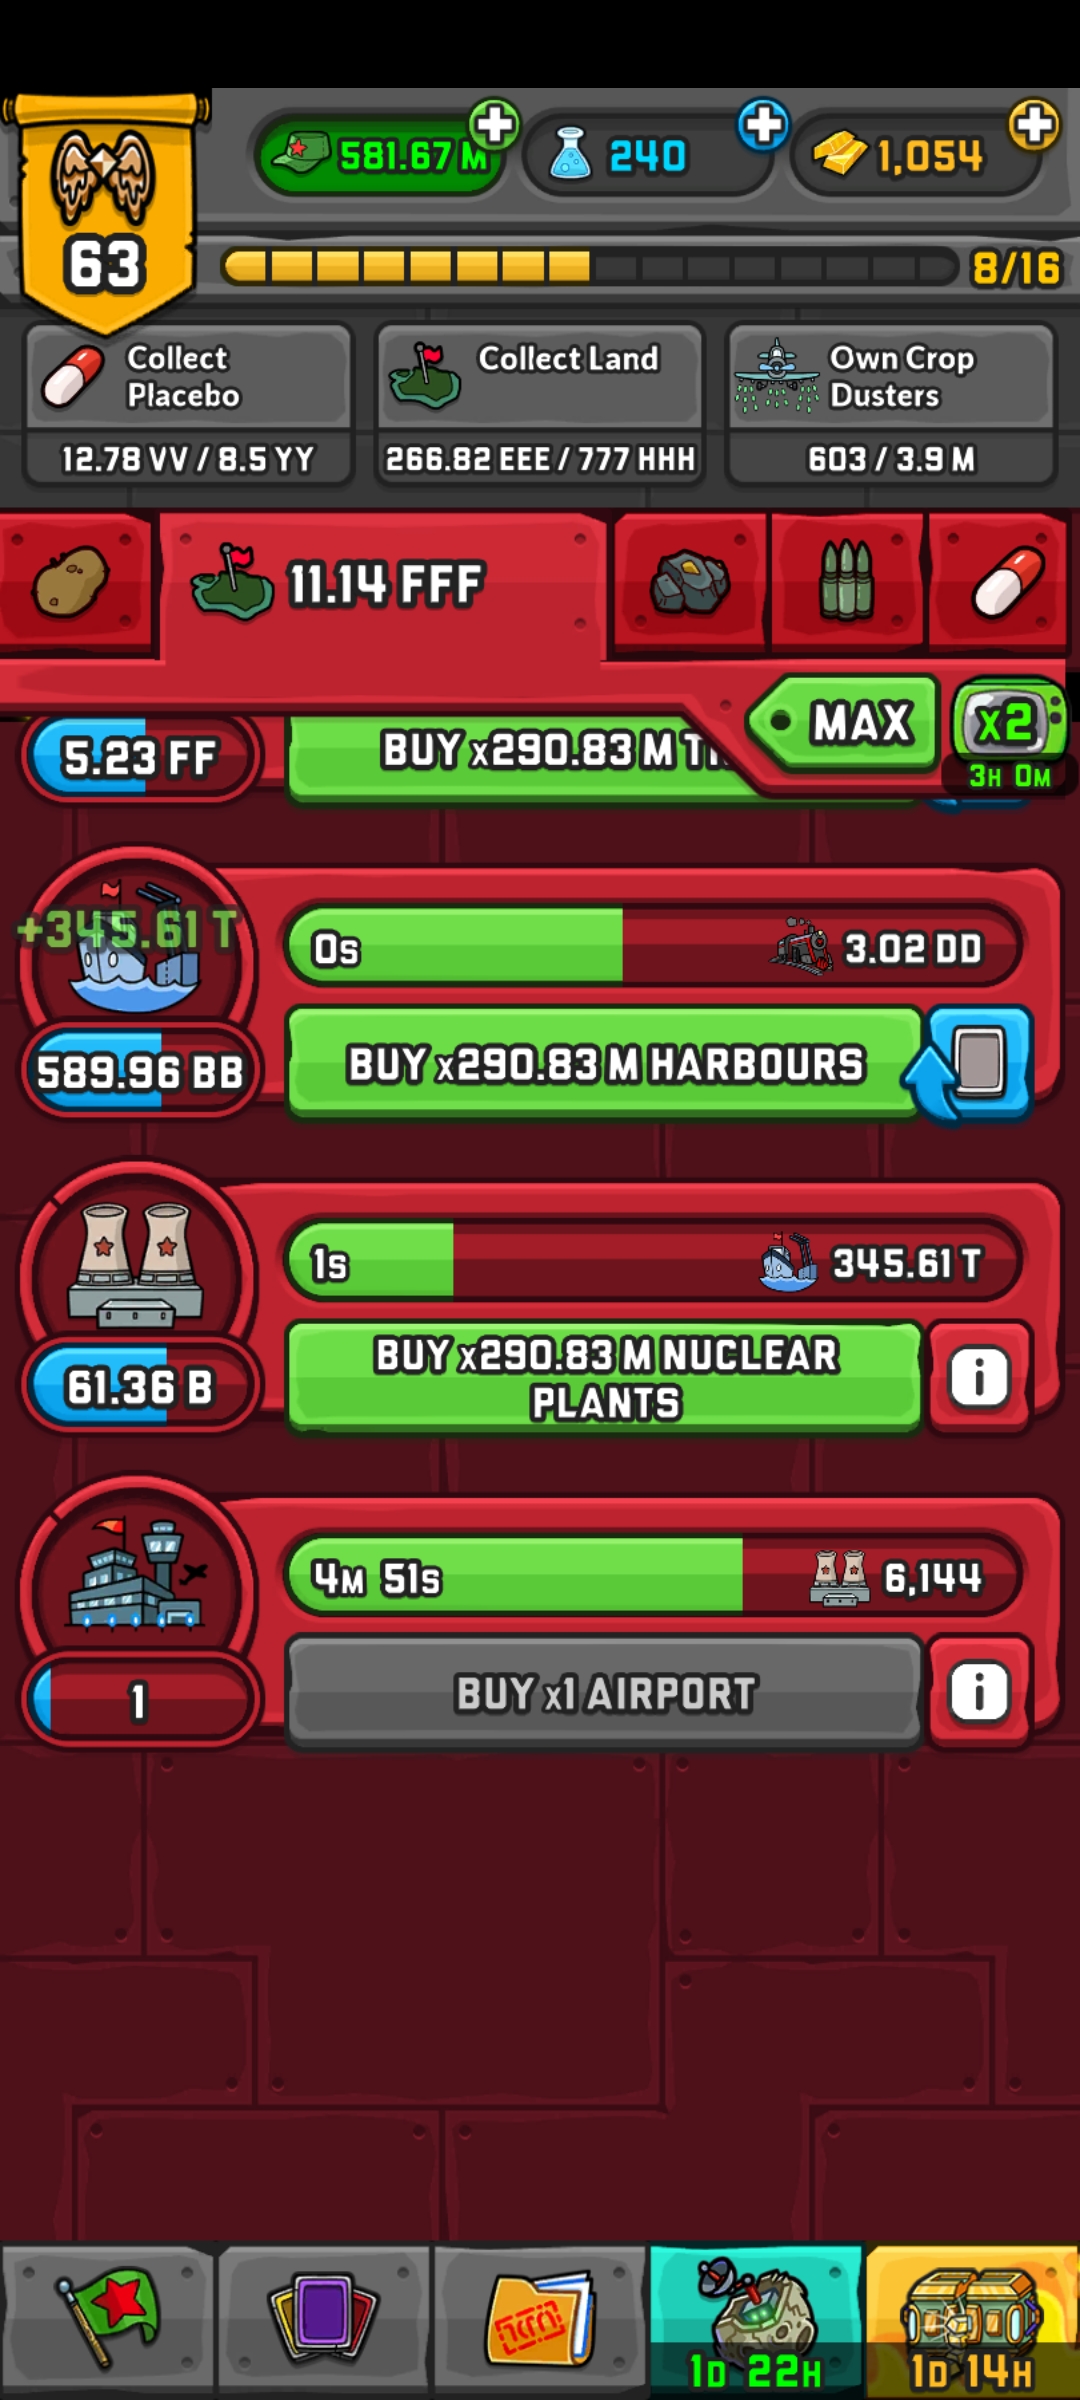 581.67 M
240
1,054
63
8/16
Collect
Placebo
12.78 VV / 8.5 YY
Collect Land
266.82 EEE / 777 HHH
Own Crop
Dusters
603 / 3.9 M
11.14 FFF
MAX
x2
3H 0M
5.23 FF
BUY x290.83 M
+345.61 T
0s
3.02 DD
589.96 BB
BUY x290.83 M HARBOURS
1s
345.61 T
61.36 B
BUY x290.83 M NUCLEAR
PLANTS
4M 51s
6,144
1
BUY x1 AIRPORT
1D 22H
1D 14H